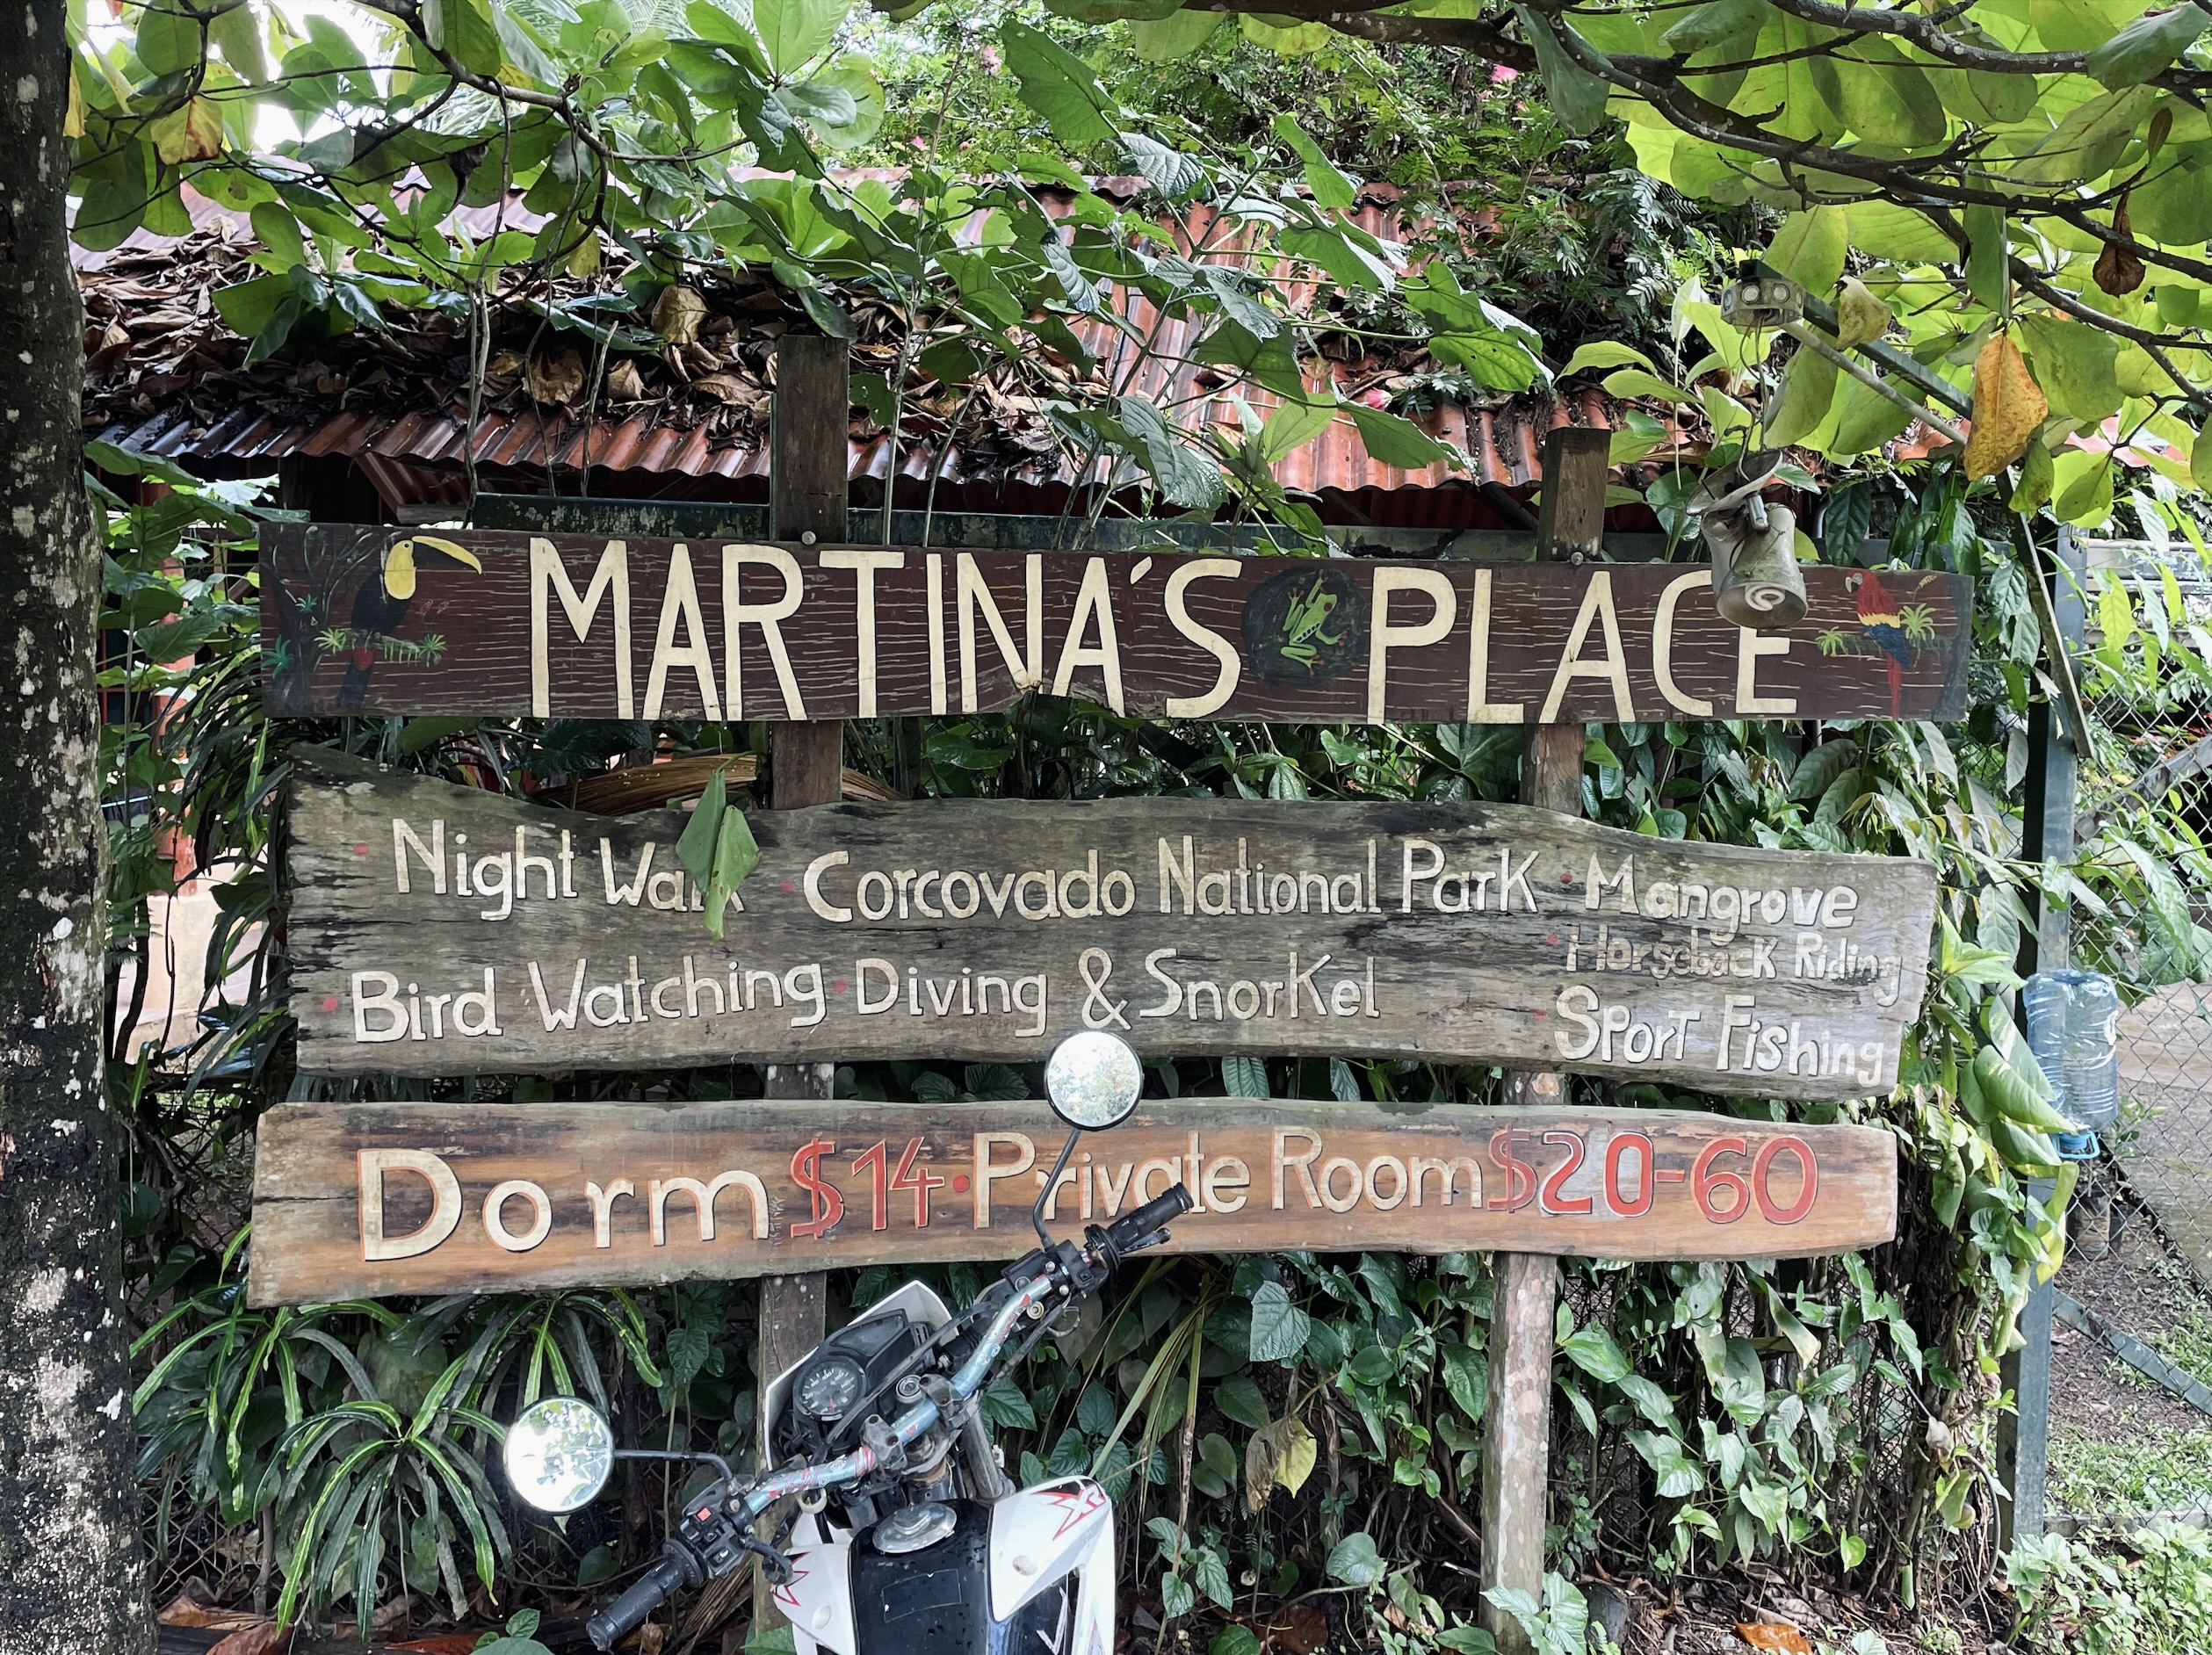 MARTINA'S PLACE
Night Walk • Corcovado National Park • Mangrove
• Horseback Riding
• Bird Watching • Diving & Snorkel • Sport Fishing
Dorm $14 • Private Room $20-60